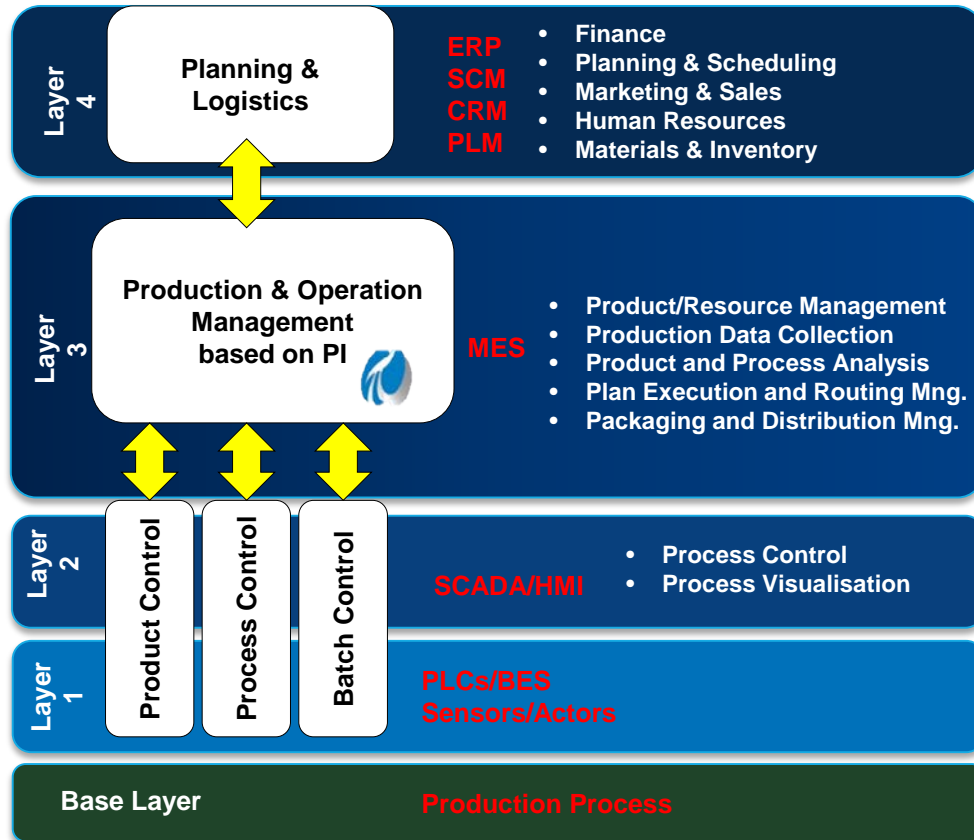 Layer
4
Planning &
Logistics
ERP
SCM
CRM
PLM
• Finance
• Planning & Scheduling
• Marketing & Sales
• Human Resources
• Materials & Inventory
Layer
3
Production & Operation
Management
based on PI
MES
• Product/Resource Management
• Production Data Collection
• Product and Process Analysis
• Plan Execution and Routing Mng.
• Packaging and Distribution Mng.
Layer
2
Product Control
Process Control
Batch Control
SCADA/HMI
• Process Control
• Process Visualisation
Layer
1
PLCs/BES
Sensors/Actors
Base Layer
Production Process